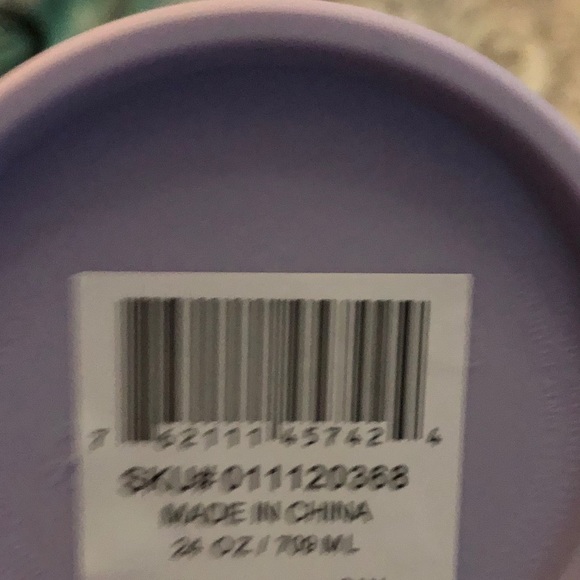 7 62111 45742 4
SKU#011120368
MADE IN CHINA
24 OZ / 709 ML